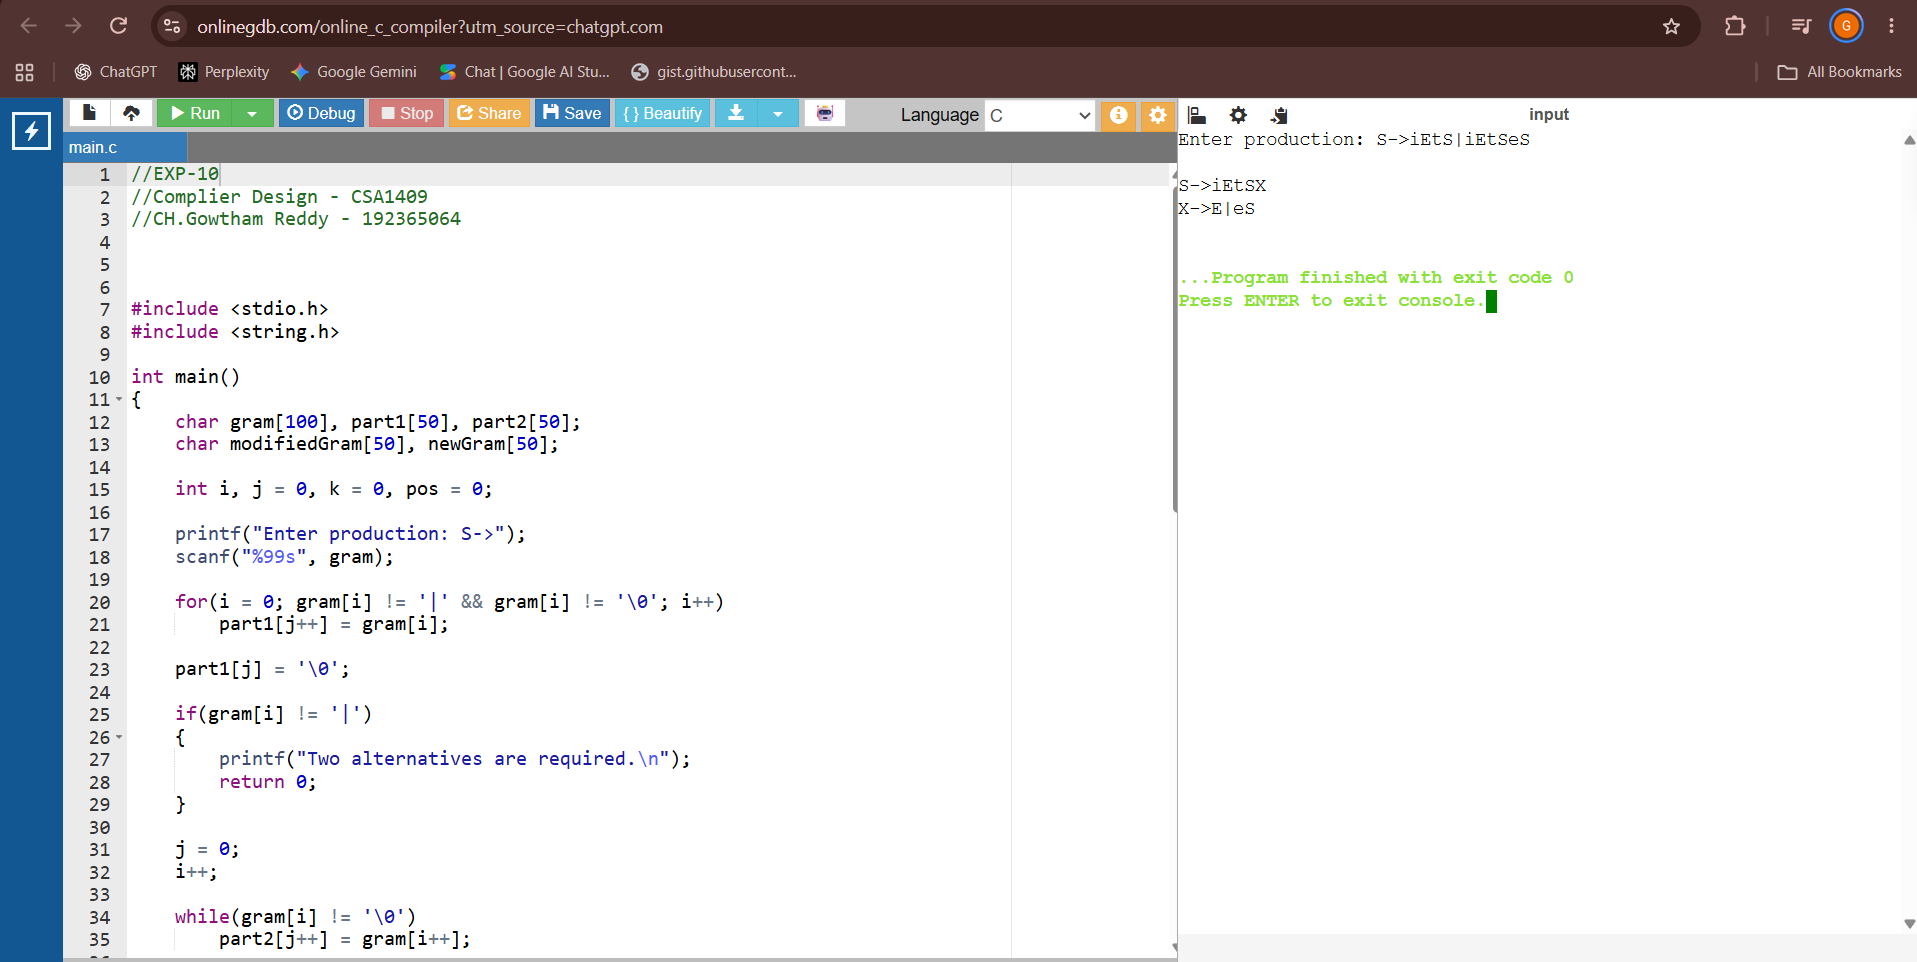 onlinegdb.com/online_c_compiler?utm_source=chatgpt.com
G
ChatGPT
Perplexity
Google Gemini
Chat | Google AI Stu...
gist.githubusercont...
All Bookmarks
Run
Debug
Stop
Share
Save
{ } Beautify
Language
C
input
main.c
1 //EXP-10
2 //Complier Design - CSA1409
3 //CH.Gowtham Reddy - 192365064
4
5
6
7 #include <stdio.h>
8 #include <string.h>
9
10 int main()
11 {
12 char gram[100], part1[50], part2[50];
13 char modifiedGram[50], newGram[50];
14
15 int i, j = 0, k = 0, pos = 0;
16
17 printf("Enter production: S->");
18 scanf("%99s", gram);
19
20 for(i = 0; gram[i] != '|' && gram[i] != '\0'; i++)
21 part1[j++] = gram[i];
22
23 part1[j] = '\0';
24
25 if(gram[i] != '|')
26 {
27 printf("Two alternatives are required.\n");
28 return 0;
29 }
30
31 j = 0;
32 i++;
33
34 while(gram[i] != '\0')
35 part2[j++] = gram[i++];
Enter production: S->iEtS|iEtSeS
S->iEtSX
X->E|eS
...Program finished with exit code 0
Press ENTER to exit console.